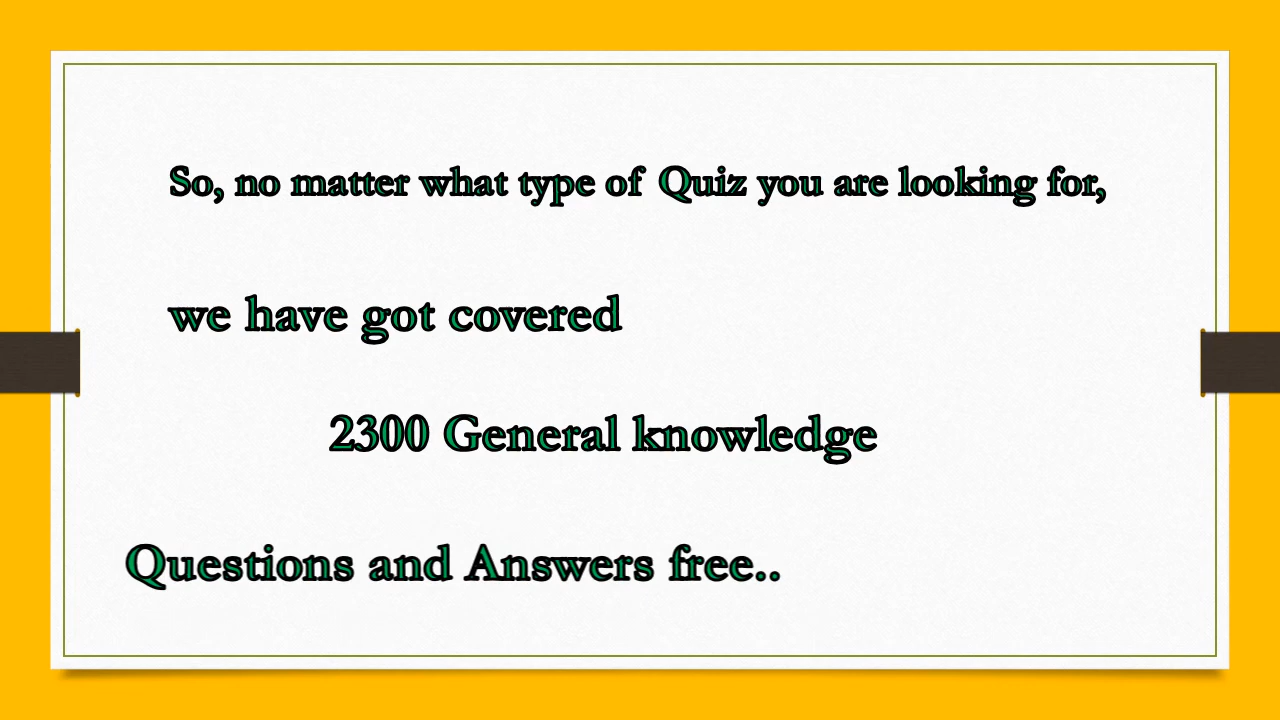 So, no matter what type of Quiz you are looking for,
we have got covered
2300 General knowledge
Questions and Answers free..